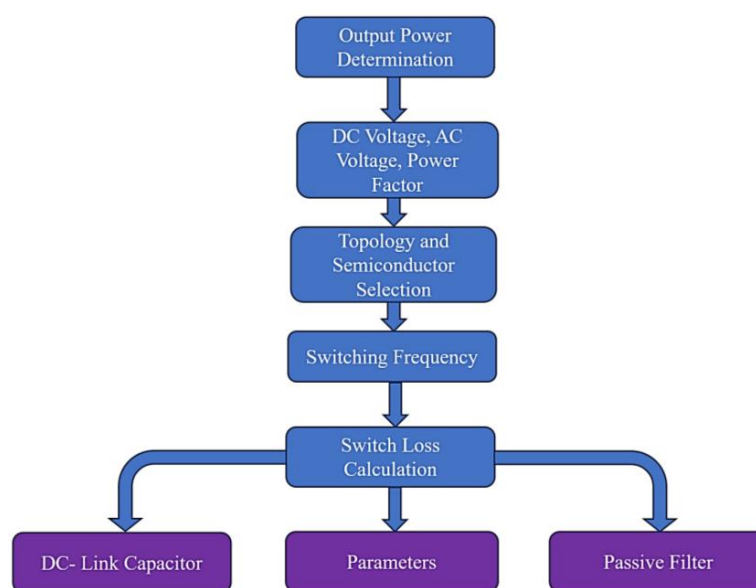 Output Power
Determination
DC Voltage, AC
Voltage, Power
Factor
Topology and
Semiconductor
Selection
Switching Frequency
Switch Loss
Calculation
DC- Link Capacitor
Parameters
Passive Filter